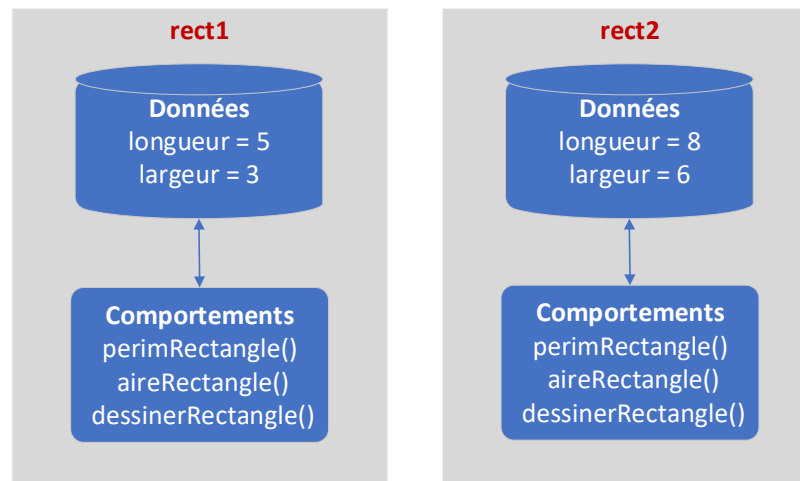 rect1
Données
longueur = 5
largeur = 3
Comportements
perimRectangle()
aireRectangle()
dessinerRectangle()
rect2
Données
longueur = 8
largeur = 6
Comportements
perimRectangle()
aireRectangle()
dessinerRectangle()